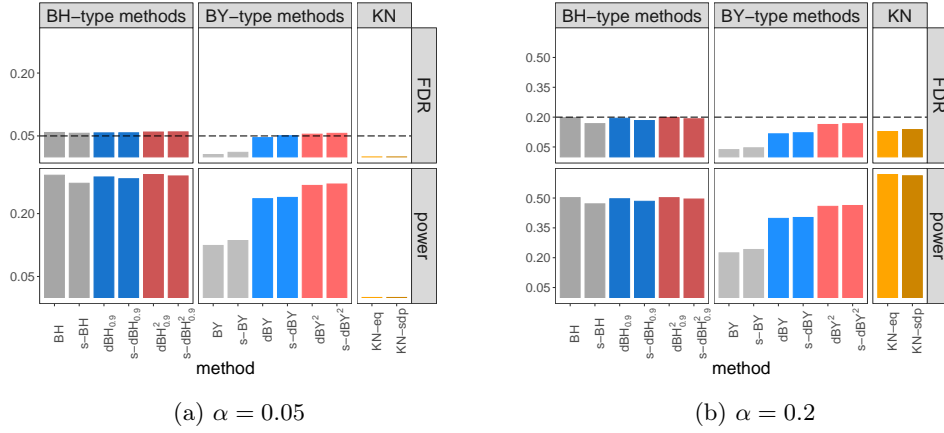 BH−type methods BY−type methods KN
FDR
0.20
0.05
power
0.20
0.05
BH s−BH dBH0.9 s−dBH0.9 dBH²0.9 s−dBH²0.9 BY s−BY dBY s−dBY dBY² s−dBY² KN−eq KN−sdp
method
(a) α = 0.05
BH−type methods BY−type methods KN
FDR
0.50
0.20
0.05
power
0.50
0.20
0.05
BH s−BH dBH0.9 s−dBH0.9 dBH²0.9 s−dBH²0.9 BY s−BY dBY s−dBY dBY² s−dBY² KN−eq KN−sdp
method
(b) α = 0.2